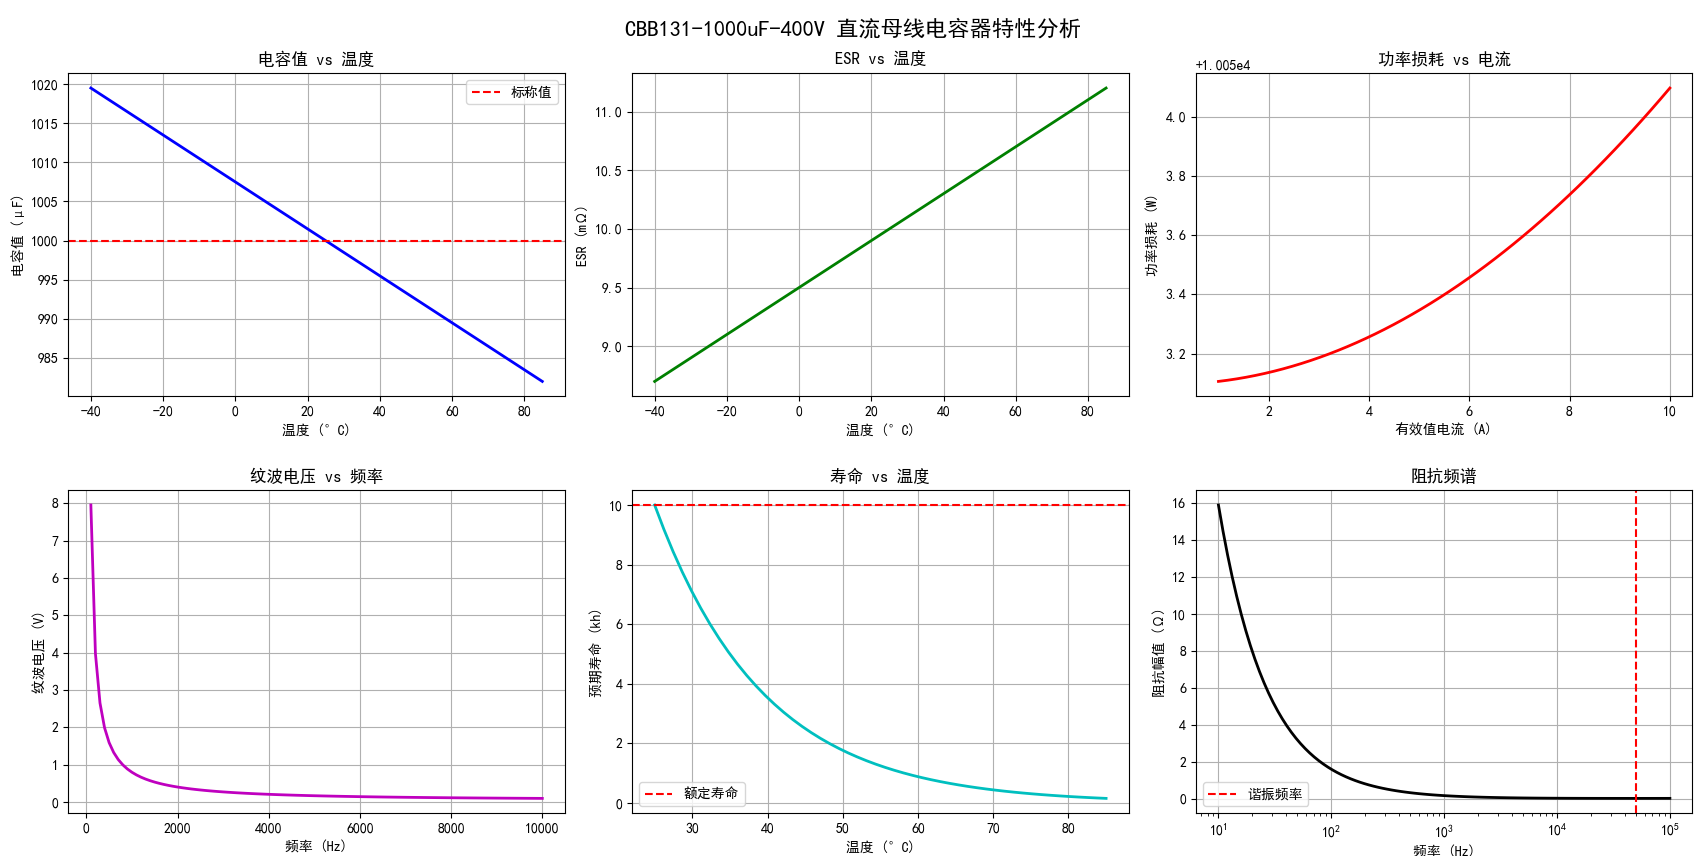 CBB131-1000uF-400V 直流母线电容器特性分析
电容值 vs 温度
1020
1015
1010
1005
1000
995
990
985
电容值 (μF)
标称值
-40 -20 0 20 40 60 80
温度 (°C)
ESR vs 温度
11.0
10.5
10.0
9.5
9.0
ESR (mΩ)
-40 -20 0 20 40 60 80
温度 (°C)
功率损耗 vs 电流
+1.005e4
4.0
3.8
3.6
3.4
3.2
功率损耗 (W)
2 4 6 8 10
有效值电流 (A)
纹波电压 vs 频率
8
7
6
5
4
3
2
1
0
纹波电压 (V)
0 2000 4000 6000 8000 10000
频率 (Hz)
寿命 vs 温度
10
8
6
4
2
0
预期寿命 (kh)
额定寿命
30 40 50 60 70 80
温度 (°C)
阻抗频谱
16
14
12
10
8
6
4
2
0
阻抗幅值 (Ω)
谐振频率
10¹ 10² 10³ 10⁴ 10⁵
频率 (Hz)